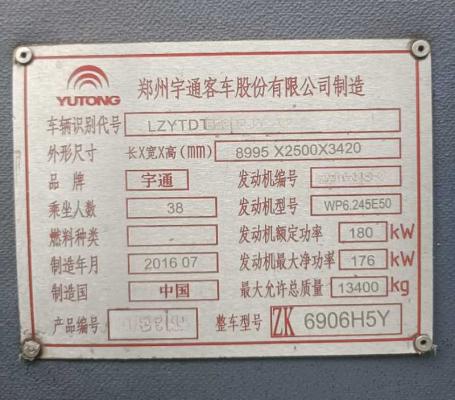 YUTONG 郑州宇通客车股份有限公司制造
车辆识别代号 LZYTDT
外形尺寸 长X宽X高(mm) 8995 X2500X3420
品牌 宇通 发动机编号
乘坐人数 38 发动机型号 WP6.245E50
燃料种类 发动机额定功率 180 kW
制造年月 2016 07 发动机最大净功率 176 kW
制造国 中国 最大允许总质量 13400 kg
产品编号 整车型号 ZK 6906H5Y